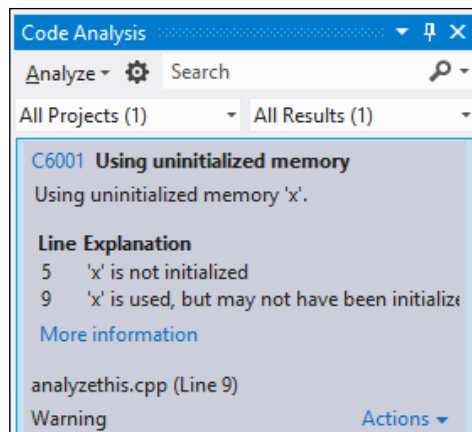 Code Analysis
Analyze Search
All Projects (1) All Results (1)
C6001 Using uninitialized memory
Using uninitialized memory 'x'.
Line Explanation
5 'x' is not initialized
9 'x' is used, but may not have been initialize
More information
analyzethis.cpp (Line 9)
Warning Actions